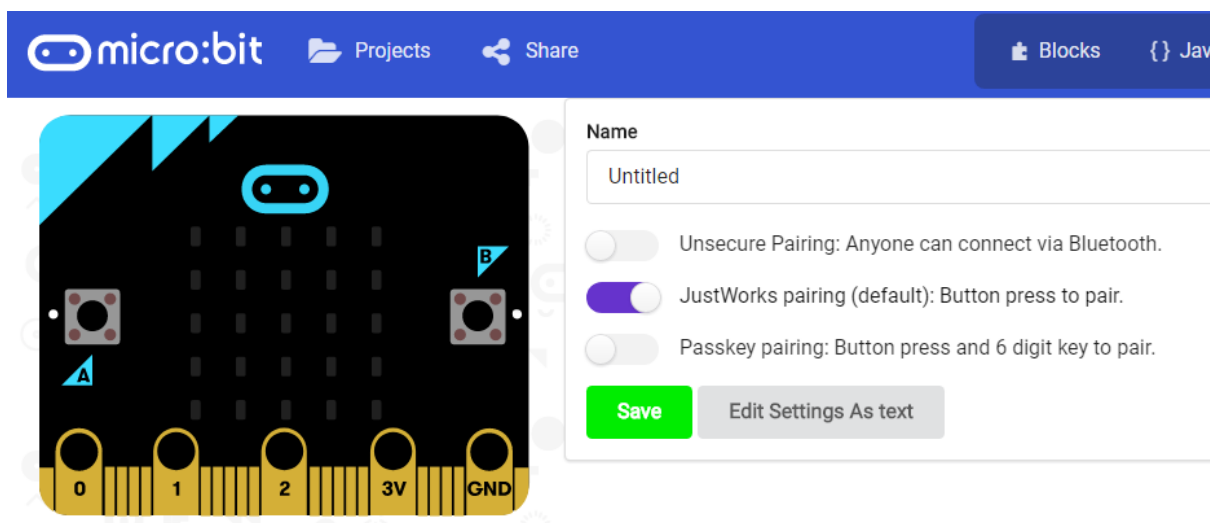 micro:bit Projects Share Blocks {} Jav
Name
Untitled
Unsecure Pairing: Anyone can connect via Bluetooth.
JustWorks pairing (default): Button press to pair.
Passkey pairing: Button press and 6 digit key to pair.
Save Edit Settings As text
B
A
0 1 2 3V GND